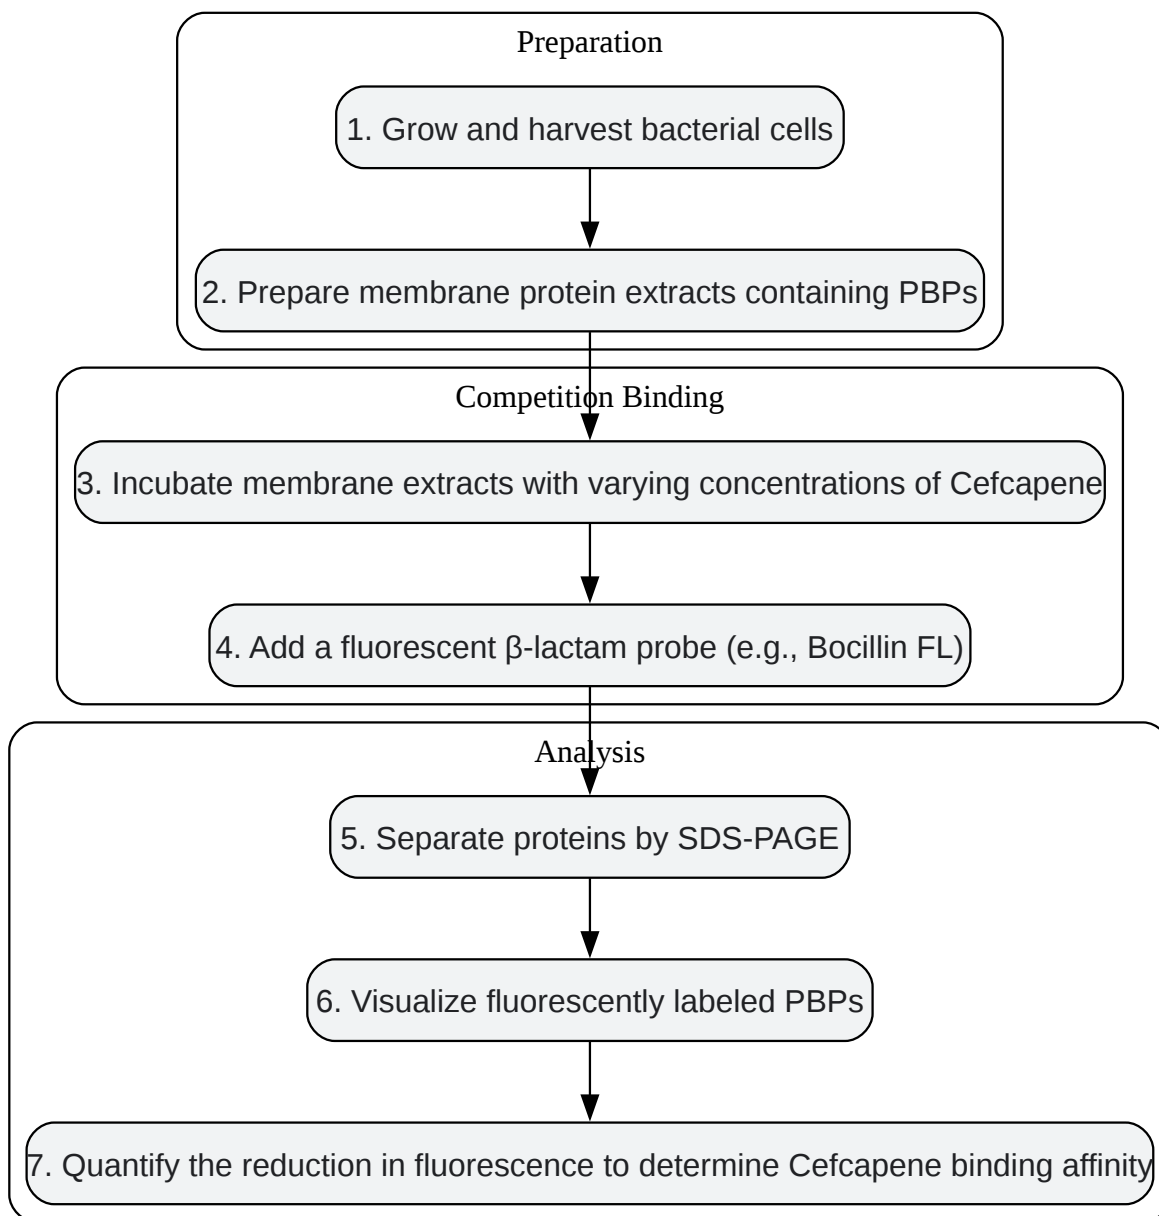 Preparation
1. Grow and harvest bacterial cells
2. Prepare membrane protein extracts containing PBPs
Competition Binding
3. Incubate membrane extracts with varying concentrations of Cefcapene
4. Add a fluorescent β-lactam probe (e.g., Bocillin FL)
Analysis
5. Separate proteins by SDS-PAGE
6. Visualize fluorescently labeled PBPs
7. Quantify the reduction in fluorescence to determine Cefcapene binding affinity